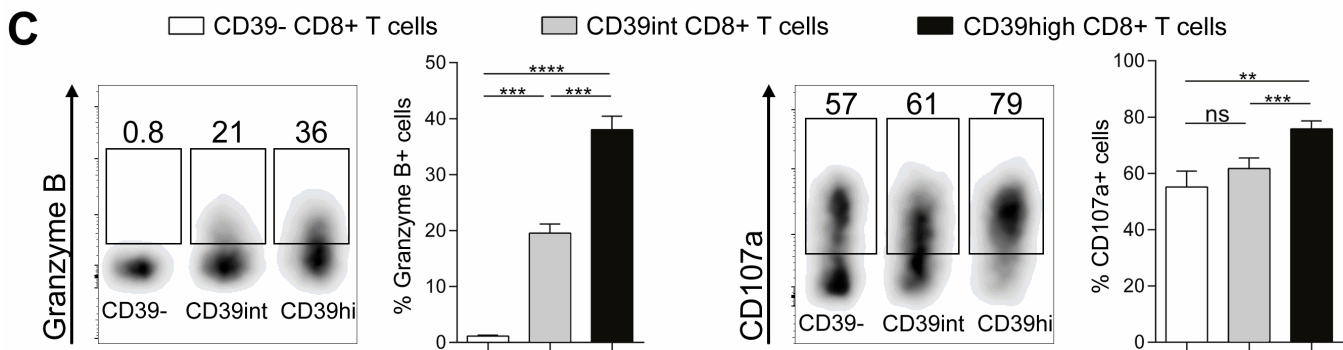 C
CD39- CD8+ T cells
CD39int CD8+ T cells
CD39high CD8+ T cells
Granzyme B
0.8 21 36
CD39- CD39int CD39hi
% Granzyme B+ cells
50
40
30
20
10
0
****
*** ***
CD107a
57 61 79
CD39- CD39int CD39hi
% CD107a+ cells
100
80
60
40
20
0
**
***
ns